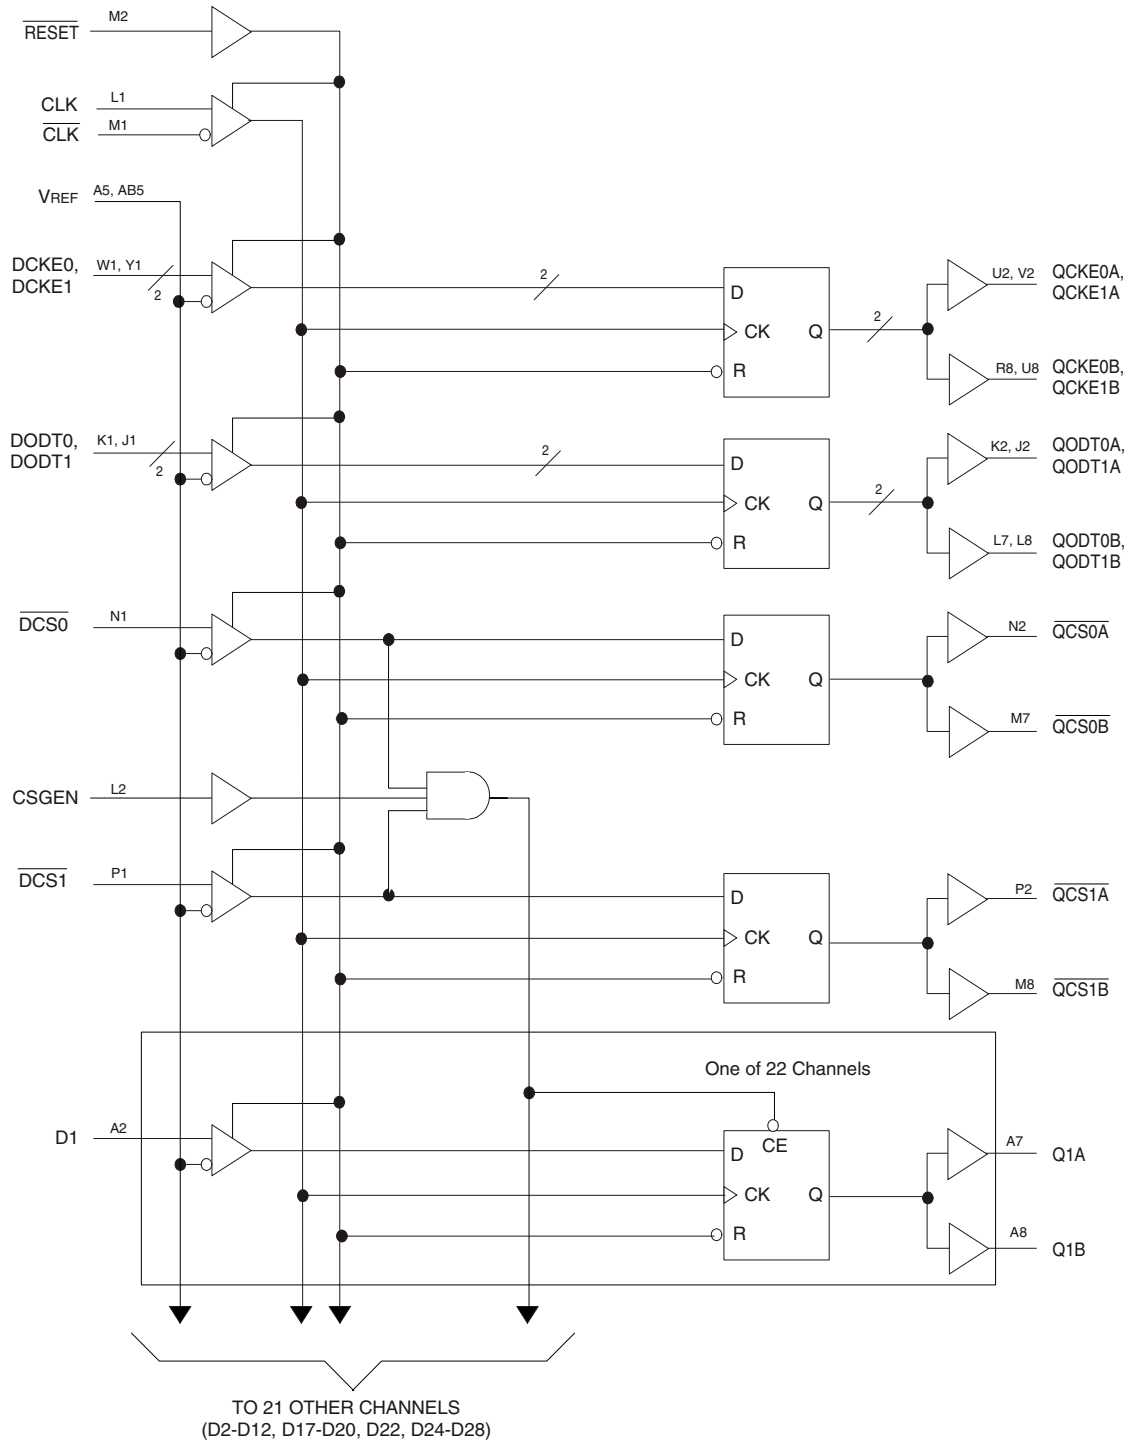 RESET M2
CLK L1
CLK M1
VREF A5, AB5
DCKE0,
DCKE1
W1, Y1
2
2
D
CK
Q
R
2
U2, V2
QCKE0A,
QCKE1A
R8, U8
QCKE0B,
QCKE1B
DODT0,
DODT1
K1, J1
2
2
D
CK
Q
R
2
K2, J2
QODT0A,
QODT1A
L7, L8
QODT0B,
QODT1B
DCS0 N1
D
CK
Q
R
N2 QCS0A
M7 QCS0B
CSGEN L2
DCS1 P1
D
CK
Q
R
P2 QCS1A
M8 QCS1B
One of 22 Channels
D1 A2
CE
D
CK
Q
R
A7 Q1A
A8 Q1B
TO 21 OTHER CHANNELS
(D2-D12, D17-D20, D22, D24-D28)